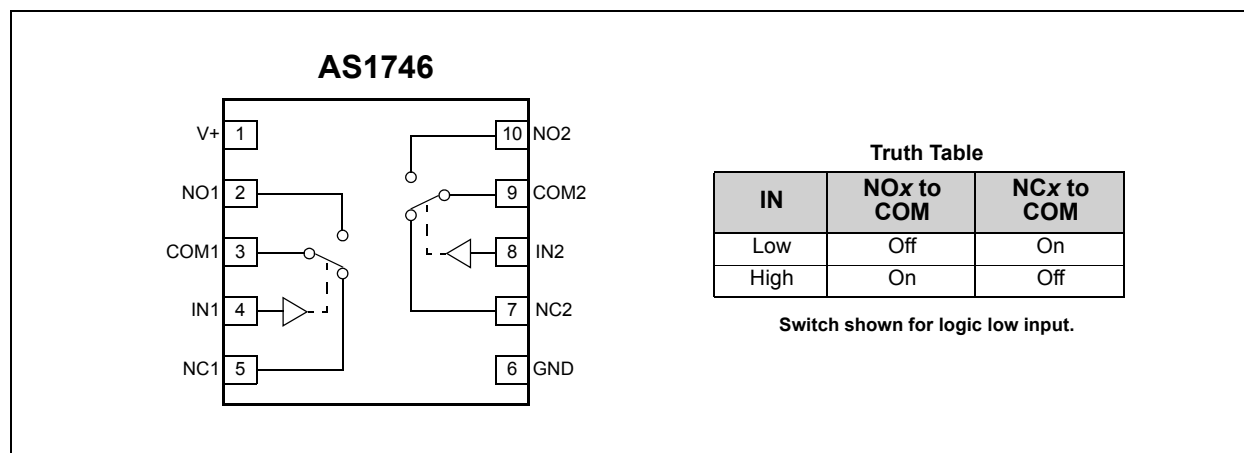 AS1746
V+ 1
NO1 2
COM1 3
IN1 4
NC1 5
10 NO2
9 COM2
8 IN2
7 NC2
6 GND
Truth Table
IN NOx to COM NCx to COM
Low Off On
High On Off
Switch shown for logic low input.